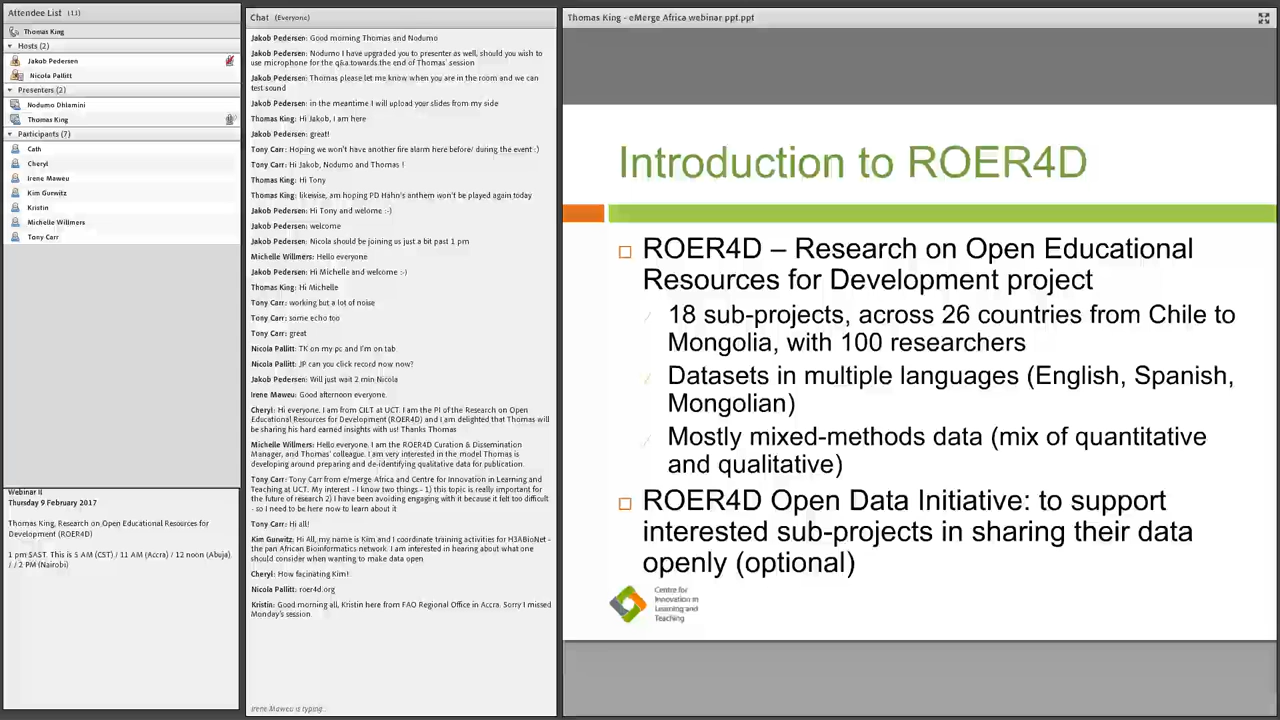 Attendee List (11)
Thomas King
Hosts (2)
Jakob Pedersen
Nicola Pallitt
Presenters (2)
Nodumo Dhlamini
Thomas King
Participants (7)
Cath
Cheryl
Irene Maweu
Kim Gurwitz
Kristin
Michelle Willmers
Tony Carr
Webinar II
Thursday 9 February 2017
Thomas King, Research on Open Educational Resources for
Development (ROER4D)
1 pm SAST. This is 5 AM (CST) / 11 AM (Accra) / 12 noon (Abuja)
/ / 2 PM (Nairobi)
Chat (Everyone)
Jakob Pedersen: Good morning Thomas and Nodumo
Jakob Pedersen: Nodumo I have upgraded you to presenter as well, should you wish to
use microphone for the q&a towards the end of Thomas' session
Jakob Pedersen: Thomas please let me know when you are in the room and we can
test sound
Jakob Pedersen: in the meantime I will upload your slides from my side
Thomas King: Hi Jakob, I am here
Jakob Pedersen: great!
Tony Carr: Hoping we won't have another fire alarm here before/ during the event :)
Tony Carr: Hi Jakob, Nodumo and Thomas !
Thomas King: Hi Tony
Thomas King: likewise, am hoping PD Hahn's anthem won't be played again today
Jakob Pedersen: Hi Tony and welome :-)
Jakob Pedersen: welcome
Jakob Pedersen: Nicola should be joining us just a bit past 1 pm
Michelle Willmers: Hello everyone
Jakob Pedersen: Hi Michelle and welcome :-)
Thomas King: Hi Michelle
Tony Carr: working but a lot of noise
Tony Carr: some echo too
Tony Carr: great
Nicola Pallitt: TK on my pc and I'm on tab
Nicola Pallitt: JP can you click record now now?
Jakob Pedersen: Will just wait 2 min Nicola
Irene Maweu: Good afternoon everyone.
Cheryl: Hi everyone. I am from CILT at UCT. I am the PI of the Research on Open
Educational Resources for Development (ROER4D) and I am delighted that Thomas will
be sharing his hard earned insights with us! Thanks Thomas
Michelle Willmers: Hello everyone. I am the ROER4D Curation & Dissemination
Manager, and Thomas' colleague. I am very interested in the model Thomas is
developing around preparing and de-identifying qualitative data for publication.
Tony Carr: Tony Carr from e/merge Africa and Centre for Innovation in Learning and
Teaching at UCT. My interest - I know two things - 1) this topic is really important for
the future of research 2) I have been avoiding engaging with it because it felt too difficult
- so I need to be here now to learn about it
Tony Carr: Hi all!
Kim Gurwitz: Hi All, my name is Kim and I coordinate training activities for H3ABioNet -
the pan African Bioinformatics network. I am interested in hearing about what one
should consider when wanting to make data open
Cheryl: How facinating Kim!
Nicola Pallitt: roer4d.org
Kristin: Good morning all, Kristin here from FAO Regional Office in Accra. Sorry I missed
Monday's session.
Irene Maweu is typing..
Thomas King - eMerge Africa webinar ppt.ppt
Introduction to ROER4D
ROER4D – Research on Open Educational
Resources for Development project
18 sub-projects, across 26 countries from Chile to
Mongolia, with 100 researchers
Datasets in multiple languages (English, Spanish,
Mongolian)
Mostly mixed-methods data (mix of quantitative
and qualitative)
ROER4D Open Data Initiative: to support
interested sub-projects in sharing their data
openly (optional)
Centre for
Innovation in
Learning and
Teaching